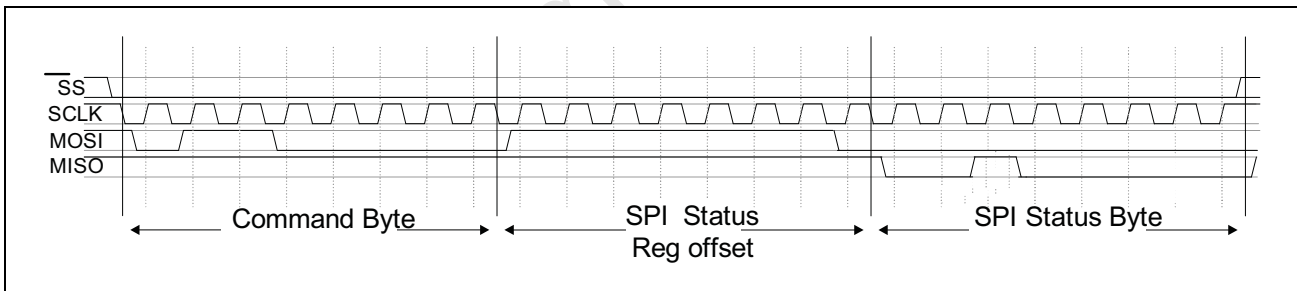 SS
SCLK
MOSI
MISO
Command Byte
SPI Status
Reg offset
SPI Status Byte